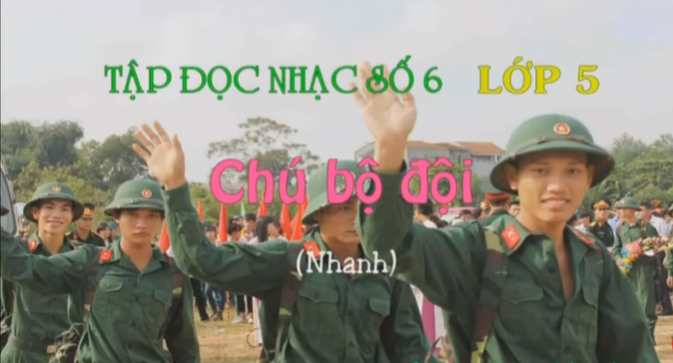 TẬP ĐỌC NHẠC SỐ 6 LỚP 5
Chú bộ đội
(Nhanh)